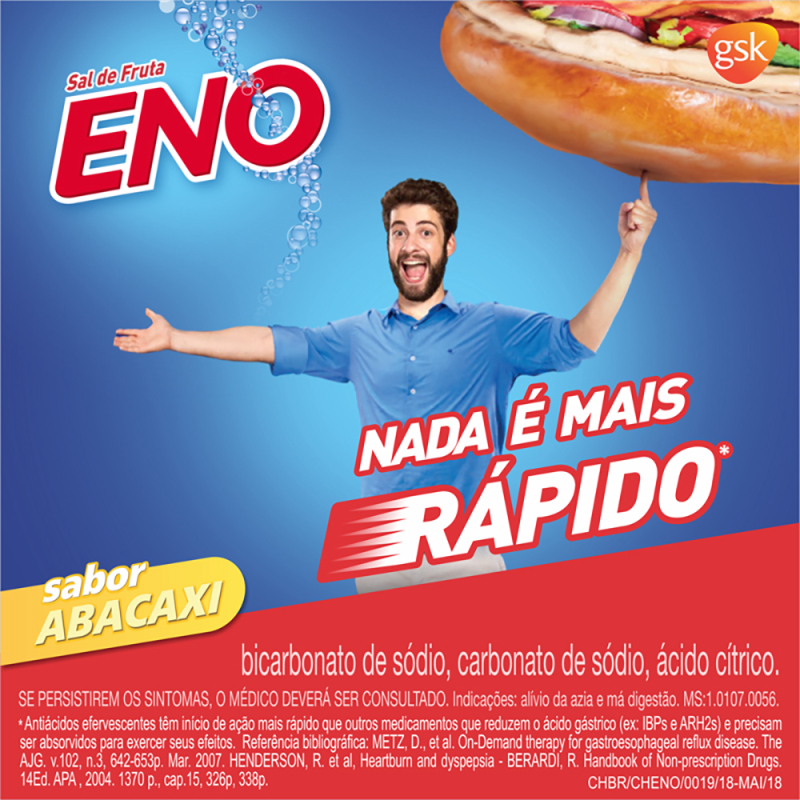 Sal de Fruta
ENO
gsk
NADA É MAIS
RÁPIDO*
sabor
ABACAXI
bicarbonato de sódio, carbonato de sódio, ácido cítrico.
SE PERSISTIREM OS SINTOMAS, O MÉDICO DEVERÁ SER CONSULTADO. Indicações: alívio da azia e má digestão. MS:1.0107.0056.
*Antiácidos efervescentes têm início de ação mais rápido que outros medicamentos que reduzem o ácido gástrico (ex: IBPs e ARH2s) e precisam
ser absorvidos para exercer seus efeitos. Referência bibliográfica: METZ, D., et al. On-Demand therapy for gastroesophageal reflux disease. The
AJG. v.102, n.3, 642-653p. Mar. 2007. HENDERSON, R. et al, Heartburn and dyspepsia - BERARDI, R. Handbook of Non-prescription Drugs.
14Ed. APA , 2004. 1370 p., cap.15, 326p, 338p.
CHBR/CHENO/0019/18-MAI/18